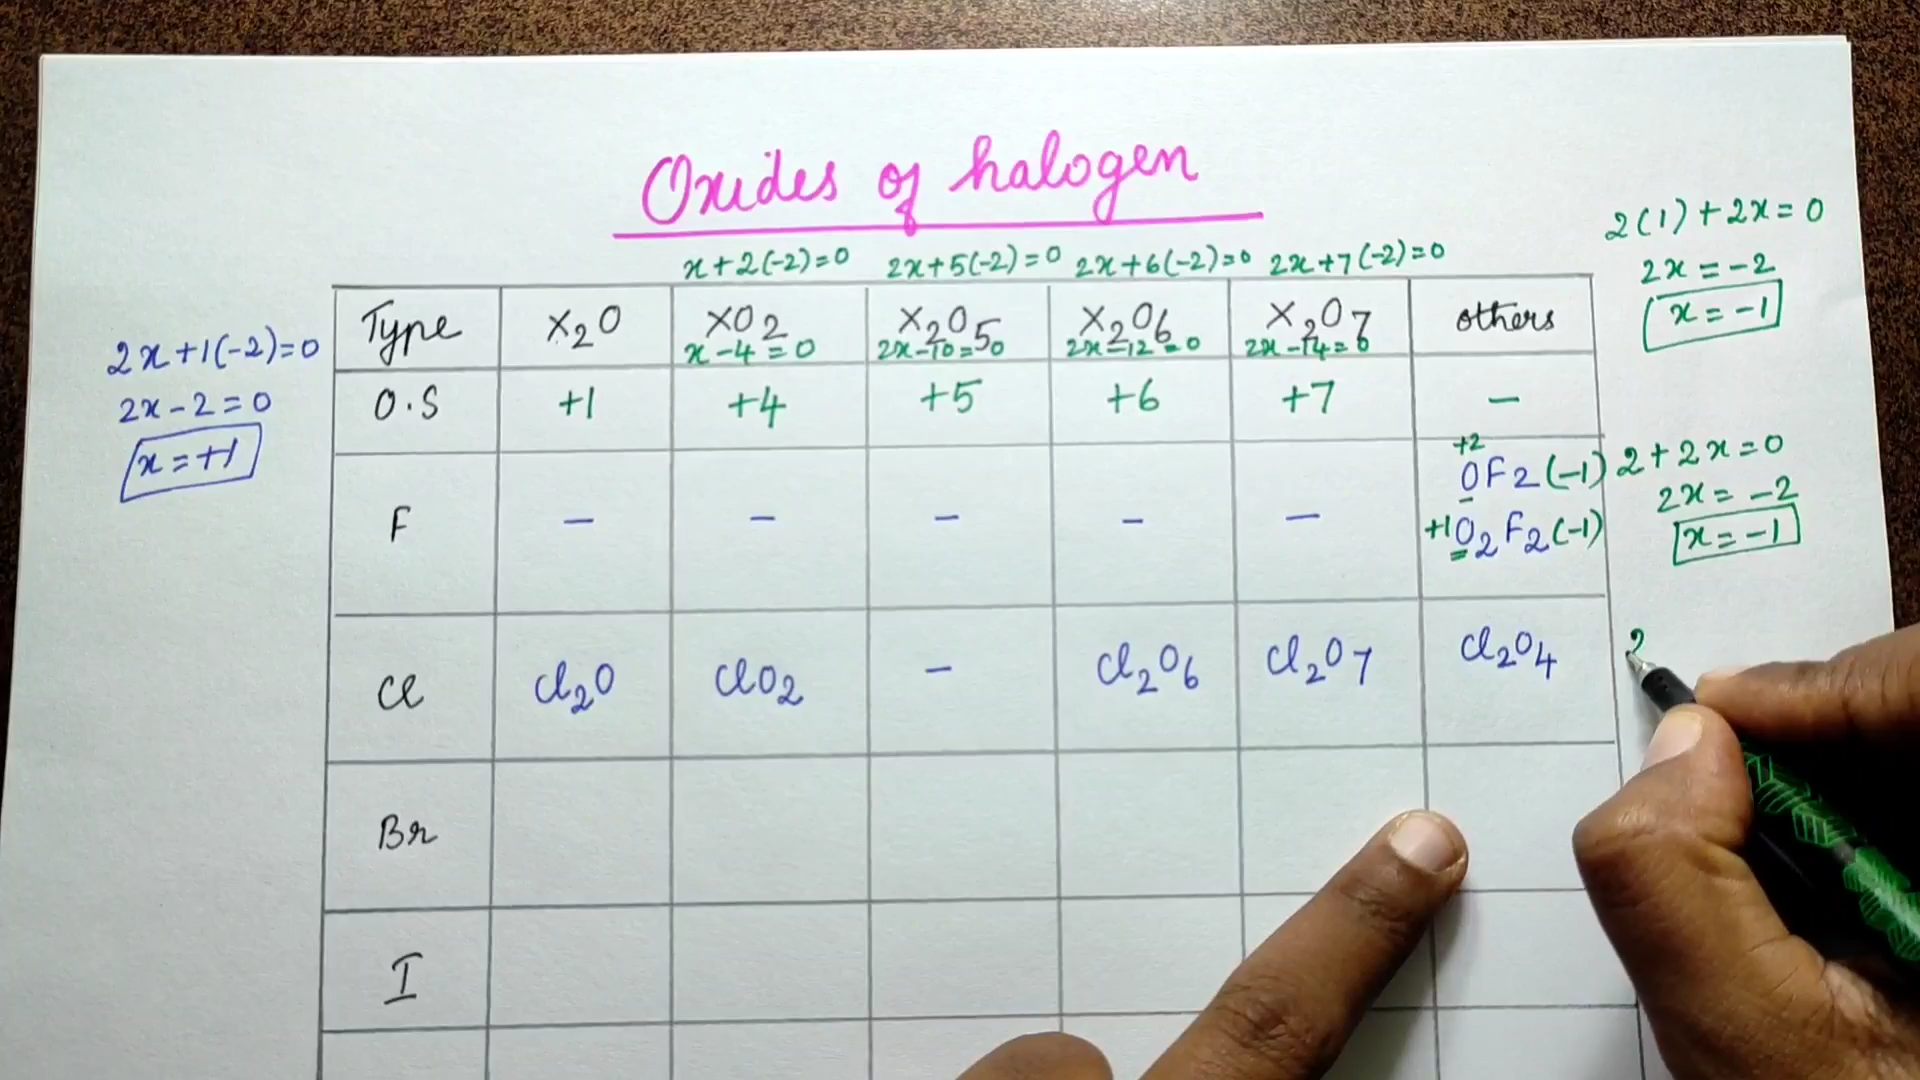 Oxides of halogen
2(1) + 2x = 0
2x = -2
x = -1
x+2(-2)=0 2x+5(-2)=0 2x+6(-2)=0 2x+7(-2)=0
Type X₂O XO₂ X₂O₅ X₂O₆ X₂O₇ others
x-4=0 2x-10=0 2x-12=0 2x-14=0
2x+1(-2)=0
2x-2=0
x=+1
O.S +1 +4 +5 +6 +7 -
+2
F - - - - - OF2(-1)
+1O₂F₂(-1)
2+2x=0
2x=-2
x=-1
Cl Cl₂O ClO₂ - Cl₂O₆ Cl₂O₇ Cl₂O₄
2
Br
I